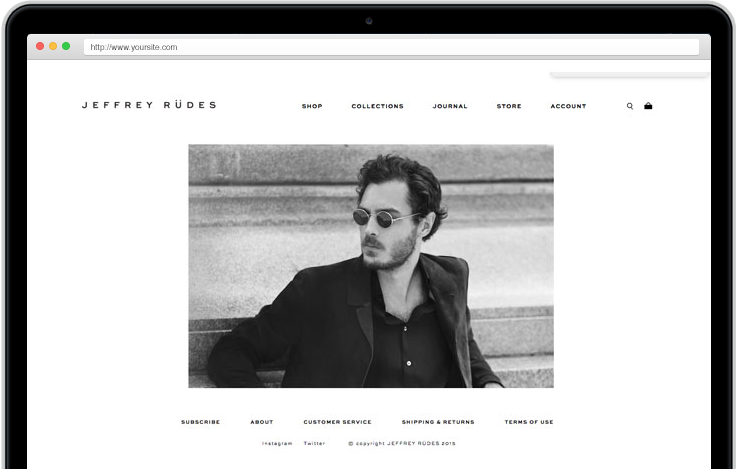 http://www.yoursite.com
JEFFREY RÜDES SHOP COLLECTIONS JOURNAL STORE ACCOUNT
SUBSCRIBE ABOUT CUSTOMER SERVICE SHIPPING & RETURNS TERMS OF USE
Instagram Twitter © copyright JEFFREY RÜDES 2015